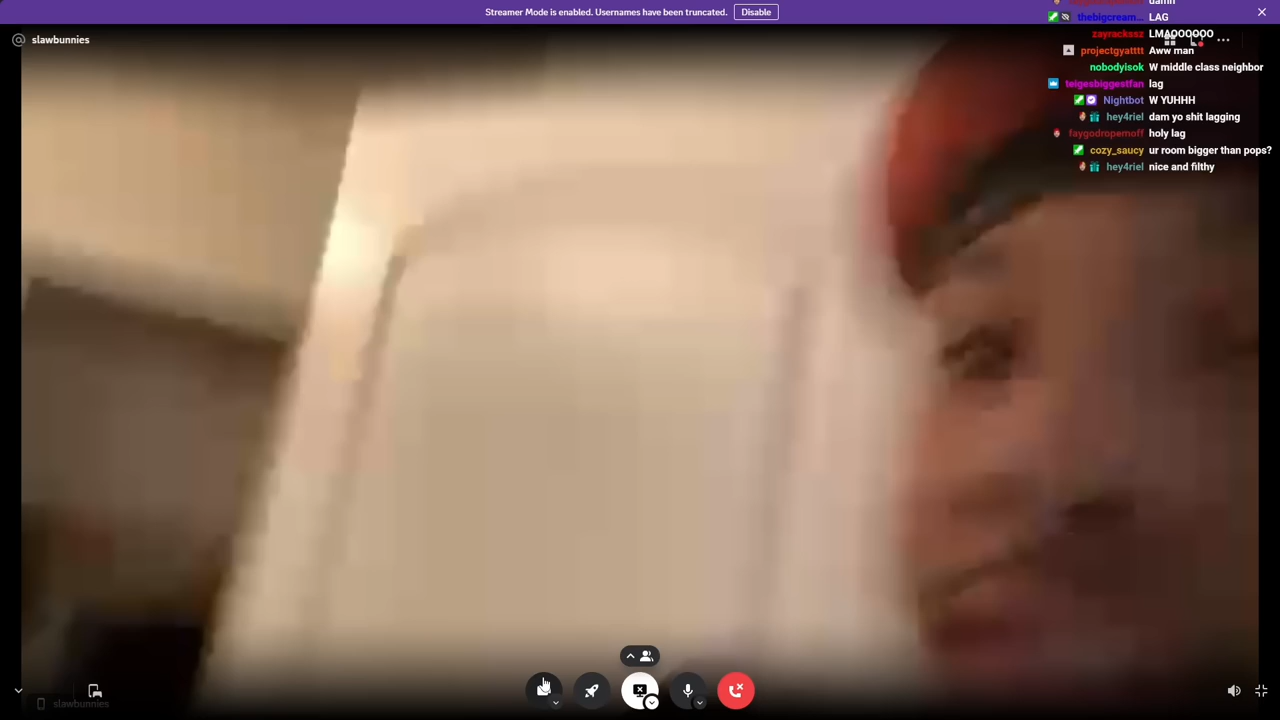 Streamer Mode is enabled. Usernames have been truncated. Disable
slawbunnies
damn
thebigcream... LAG
zayrackssz LMAOOOOOO
projectgyatttt Aww man
nobodyisok W middle class neighbor
teigesbiggestfan lag
Nightbot W YUHHH
hey4riel dam yo shit lagging
faygodropemoff holy lag
cozy_saucy ur room bigger than pops?
hey4riel nice and filthy
slawbunnies